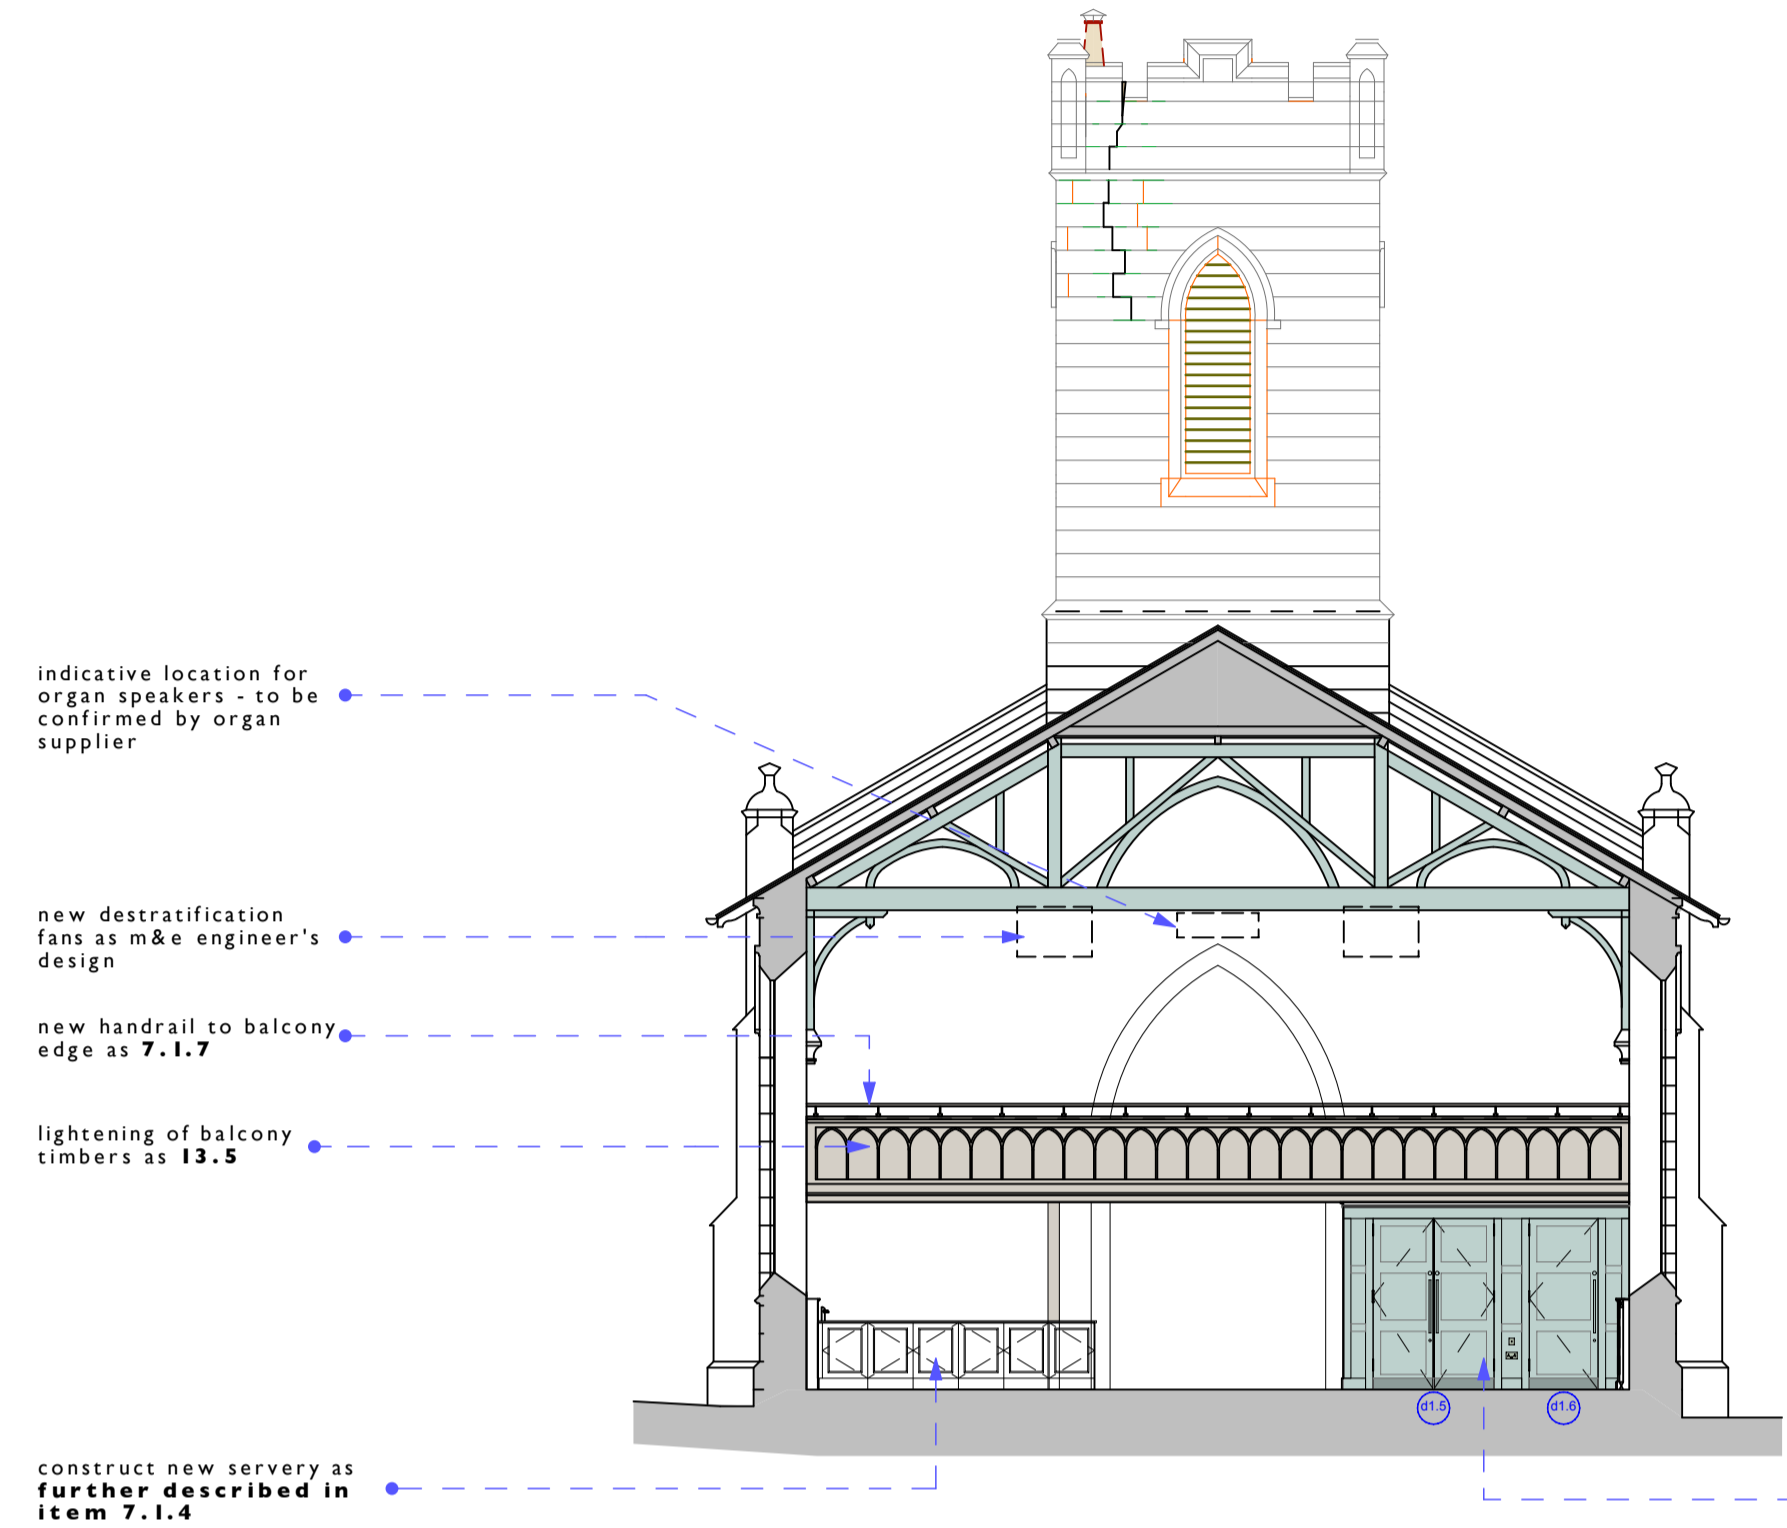 indicative location for
organ speakers - to be
confirmed by organ
supplier
new destratification
fans as m&e engineer's
design
new handrail to balcony
edge as 7.1.7
lightening of balcony
timbers as 13.5
d1.5
d1.6
construct new servery as
further described in
item 7.1.4